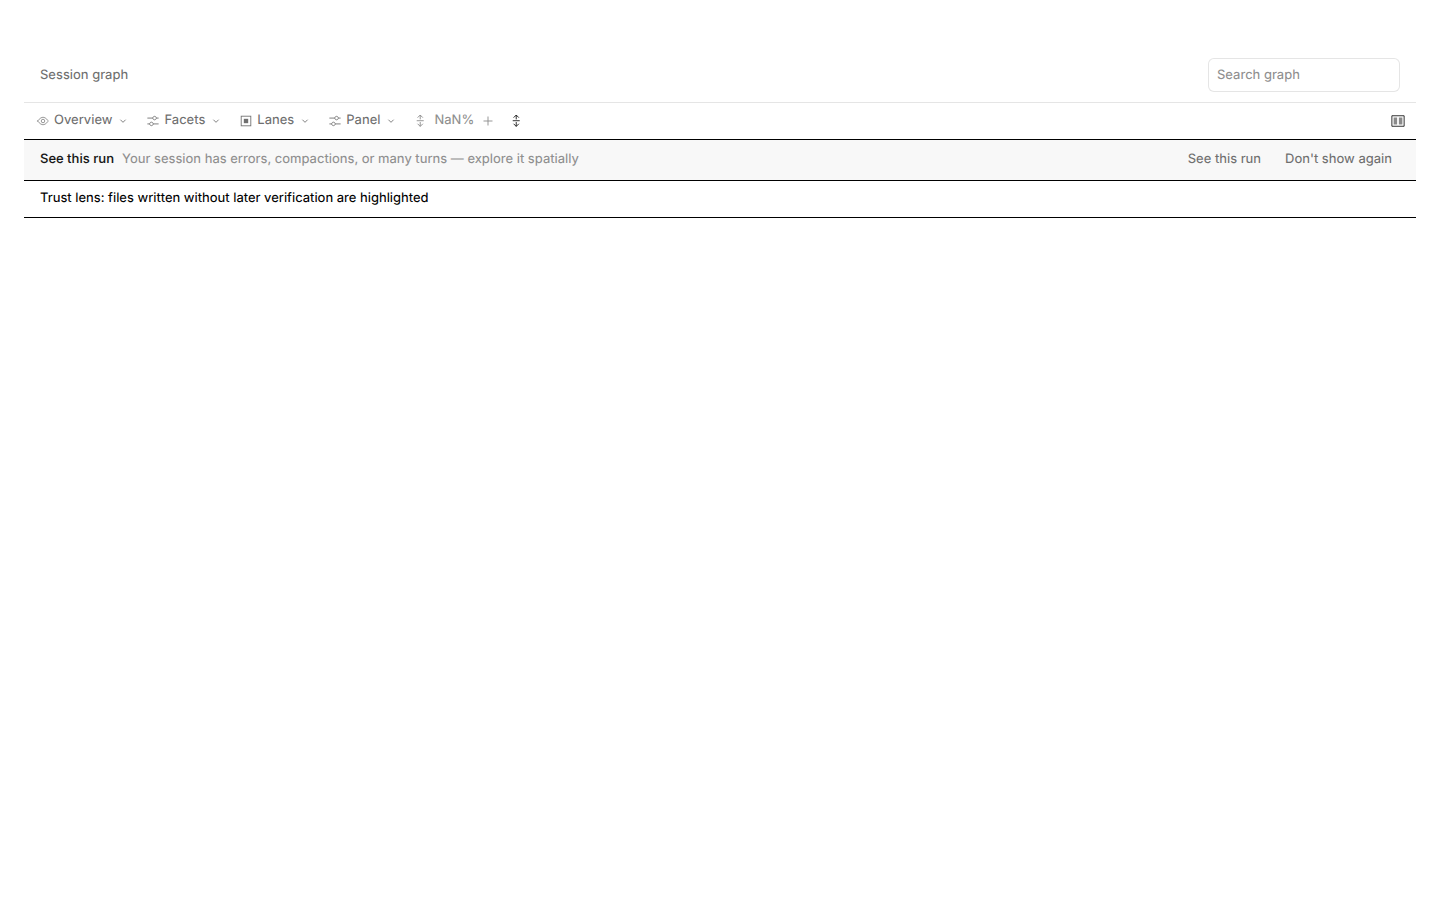 Session graph
Search graph
Overview Facets Lanes Panel NaN%
See this run Your session has errors, compactions, or many turns — explore it spatially See this run Don't show again
Trust lens: files written without later verification are highlighted